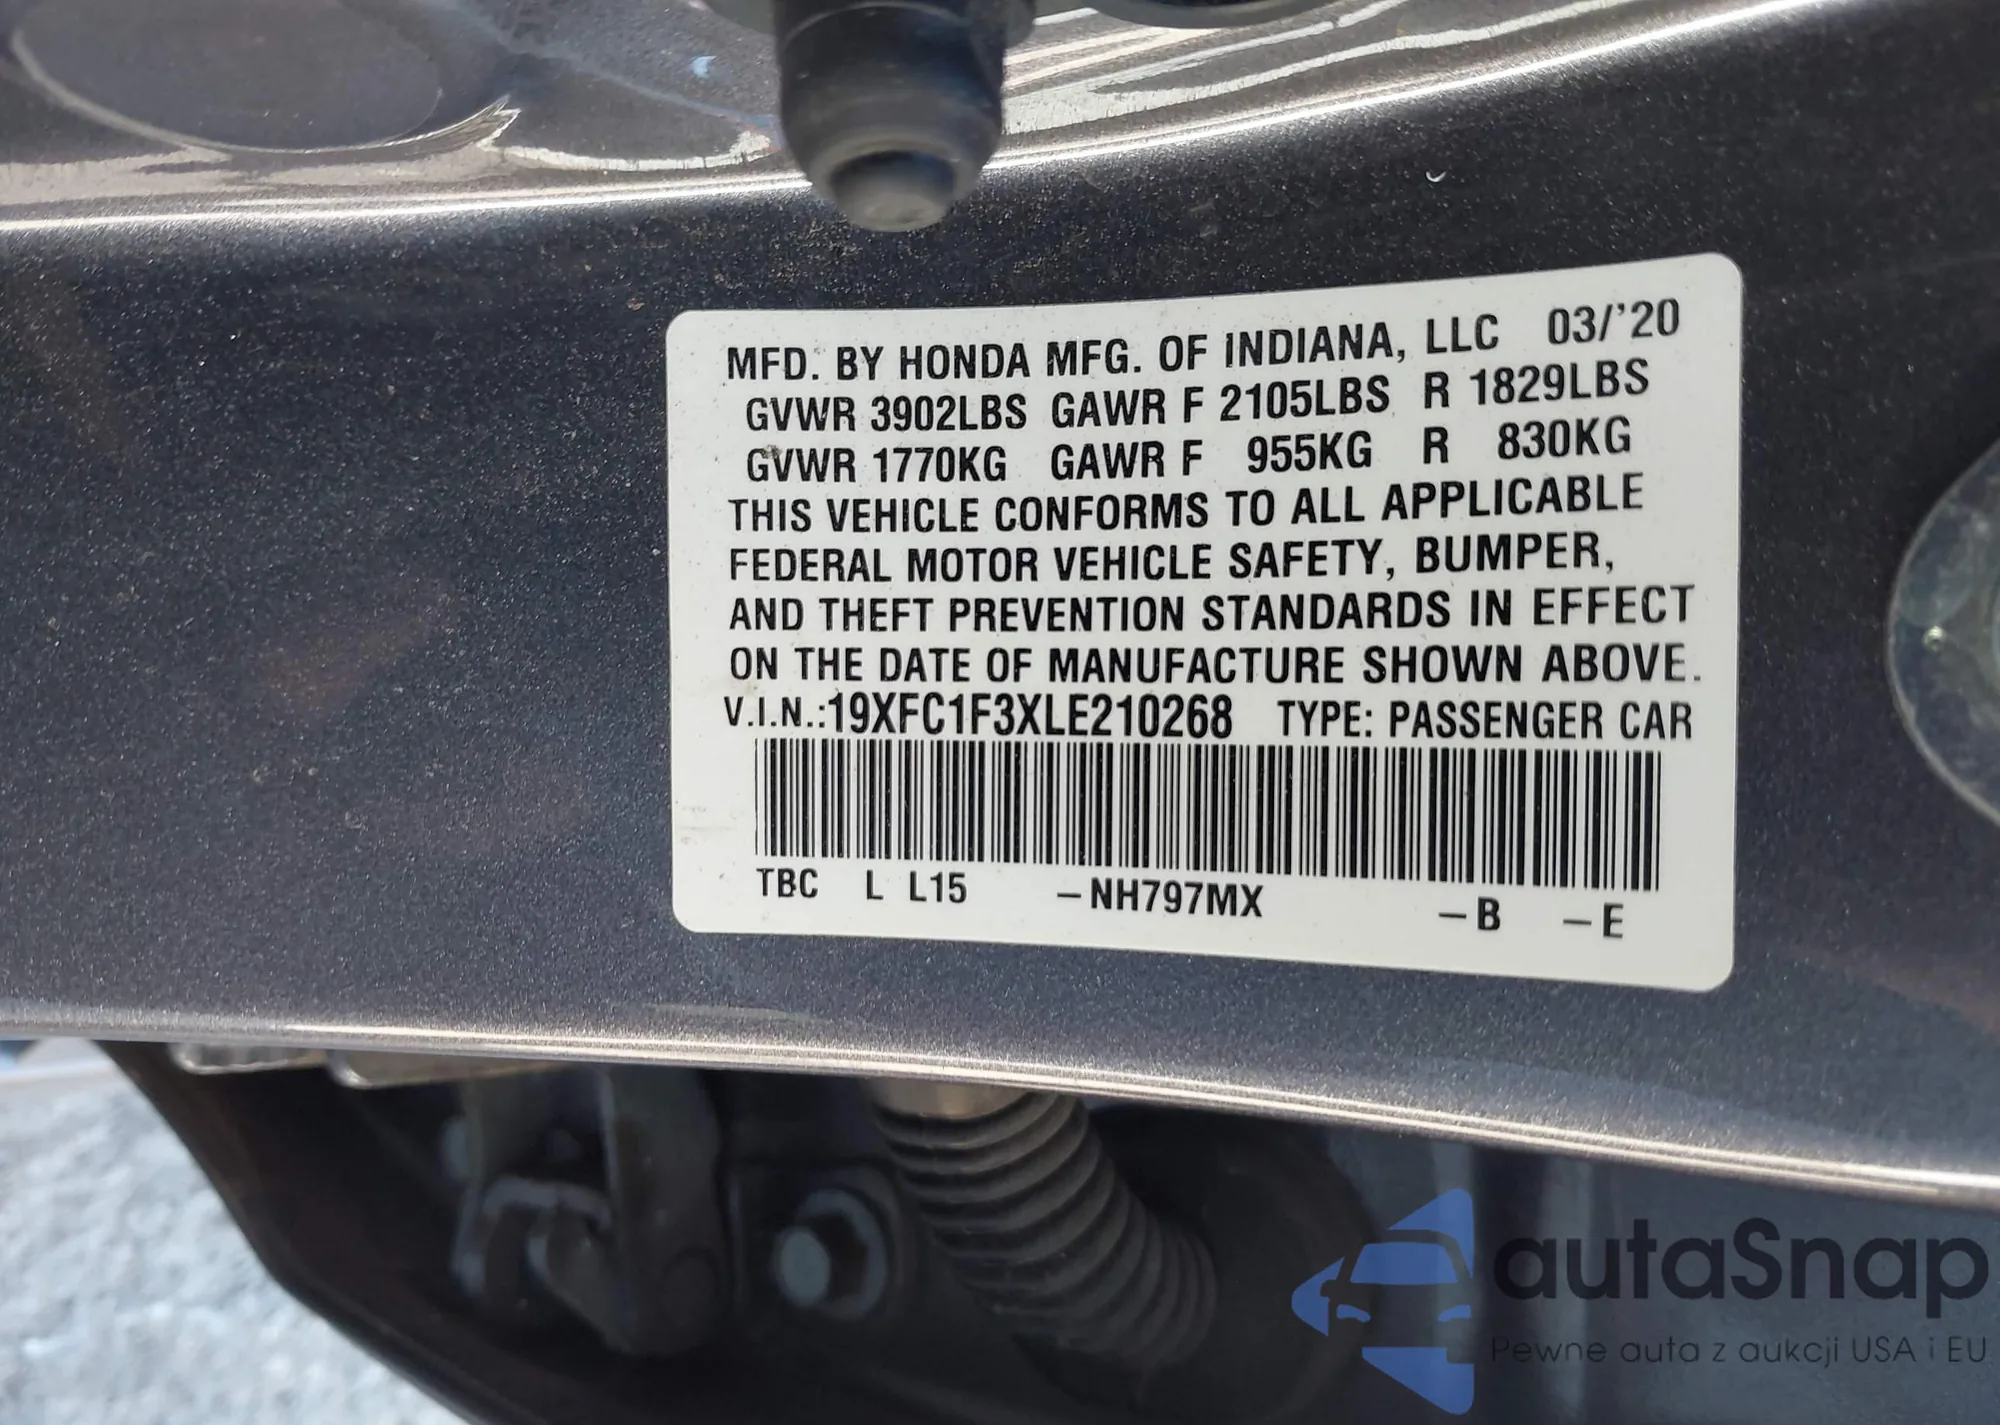 MFD. BY HONDA MFG. OF INDIANA, LLC 03/'20
GVWR 3902LBS GAWR F 2105LBS R 1829LBS
GVWR 1770KG GAWR F 955KG R 830KG
THIS VEHICLE CONFORMS TO ALL APPLICABLE
FEDERAL MOTOR VEHICLE SAFETY, BUMPER,
AND THEFT PREVENTION STANDARDS IN EFFECT
ON THE DATE OF MANUFACTURE SHOWN ABOVE.
V.I.N.:19XFC1F3XLE210268 TYPE: PASSENGER CAR
TBC L L15 –NH797MX –B –E
autaSnap
Pewne auta z aukcji USA i EU